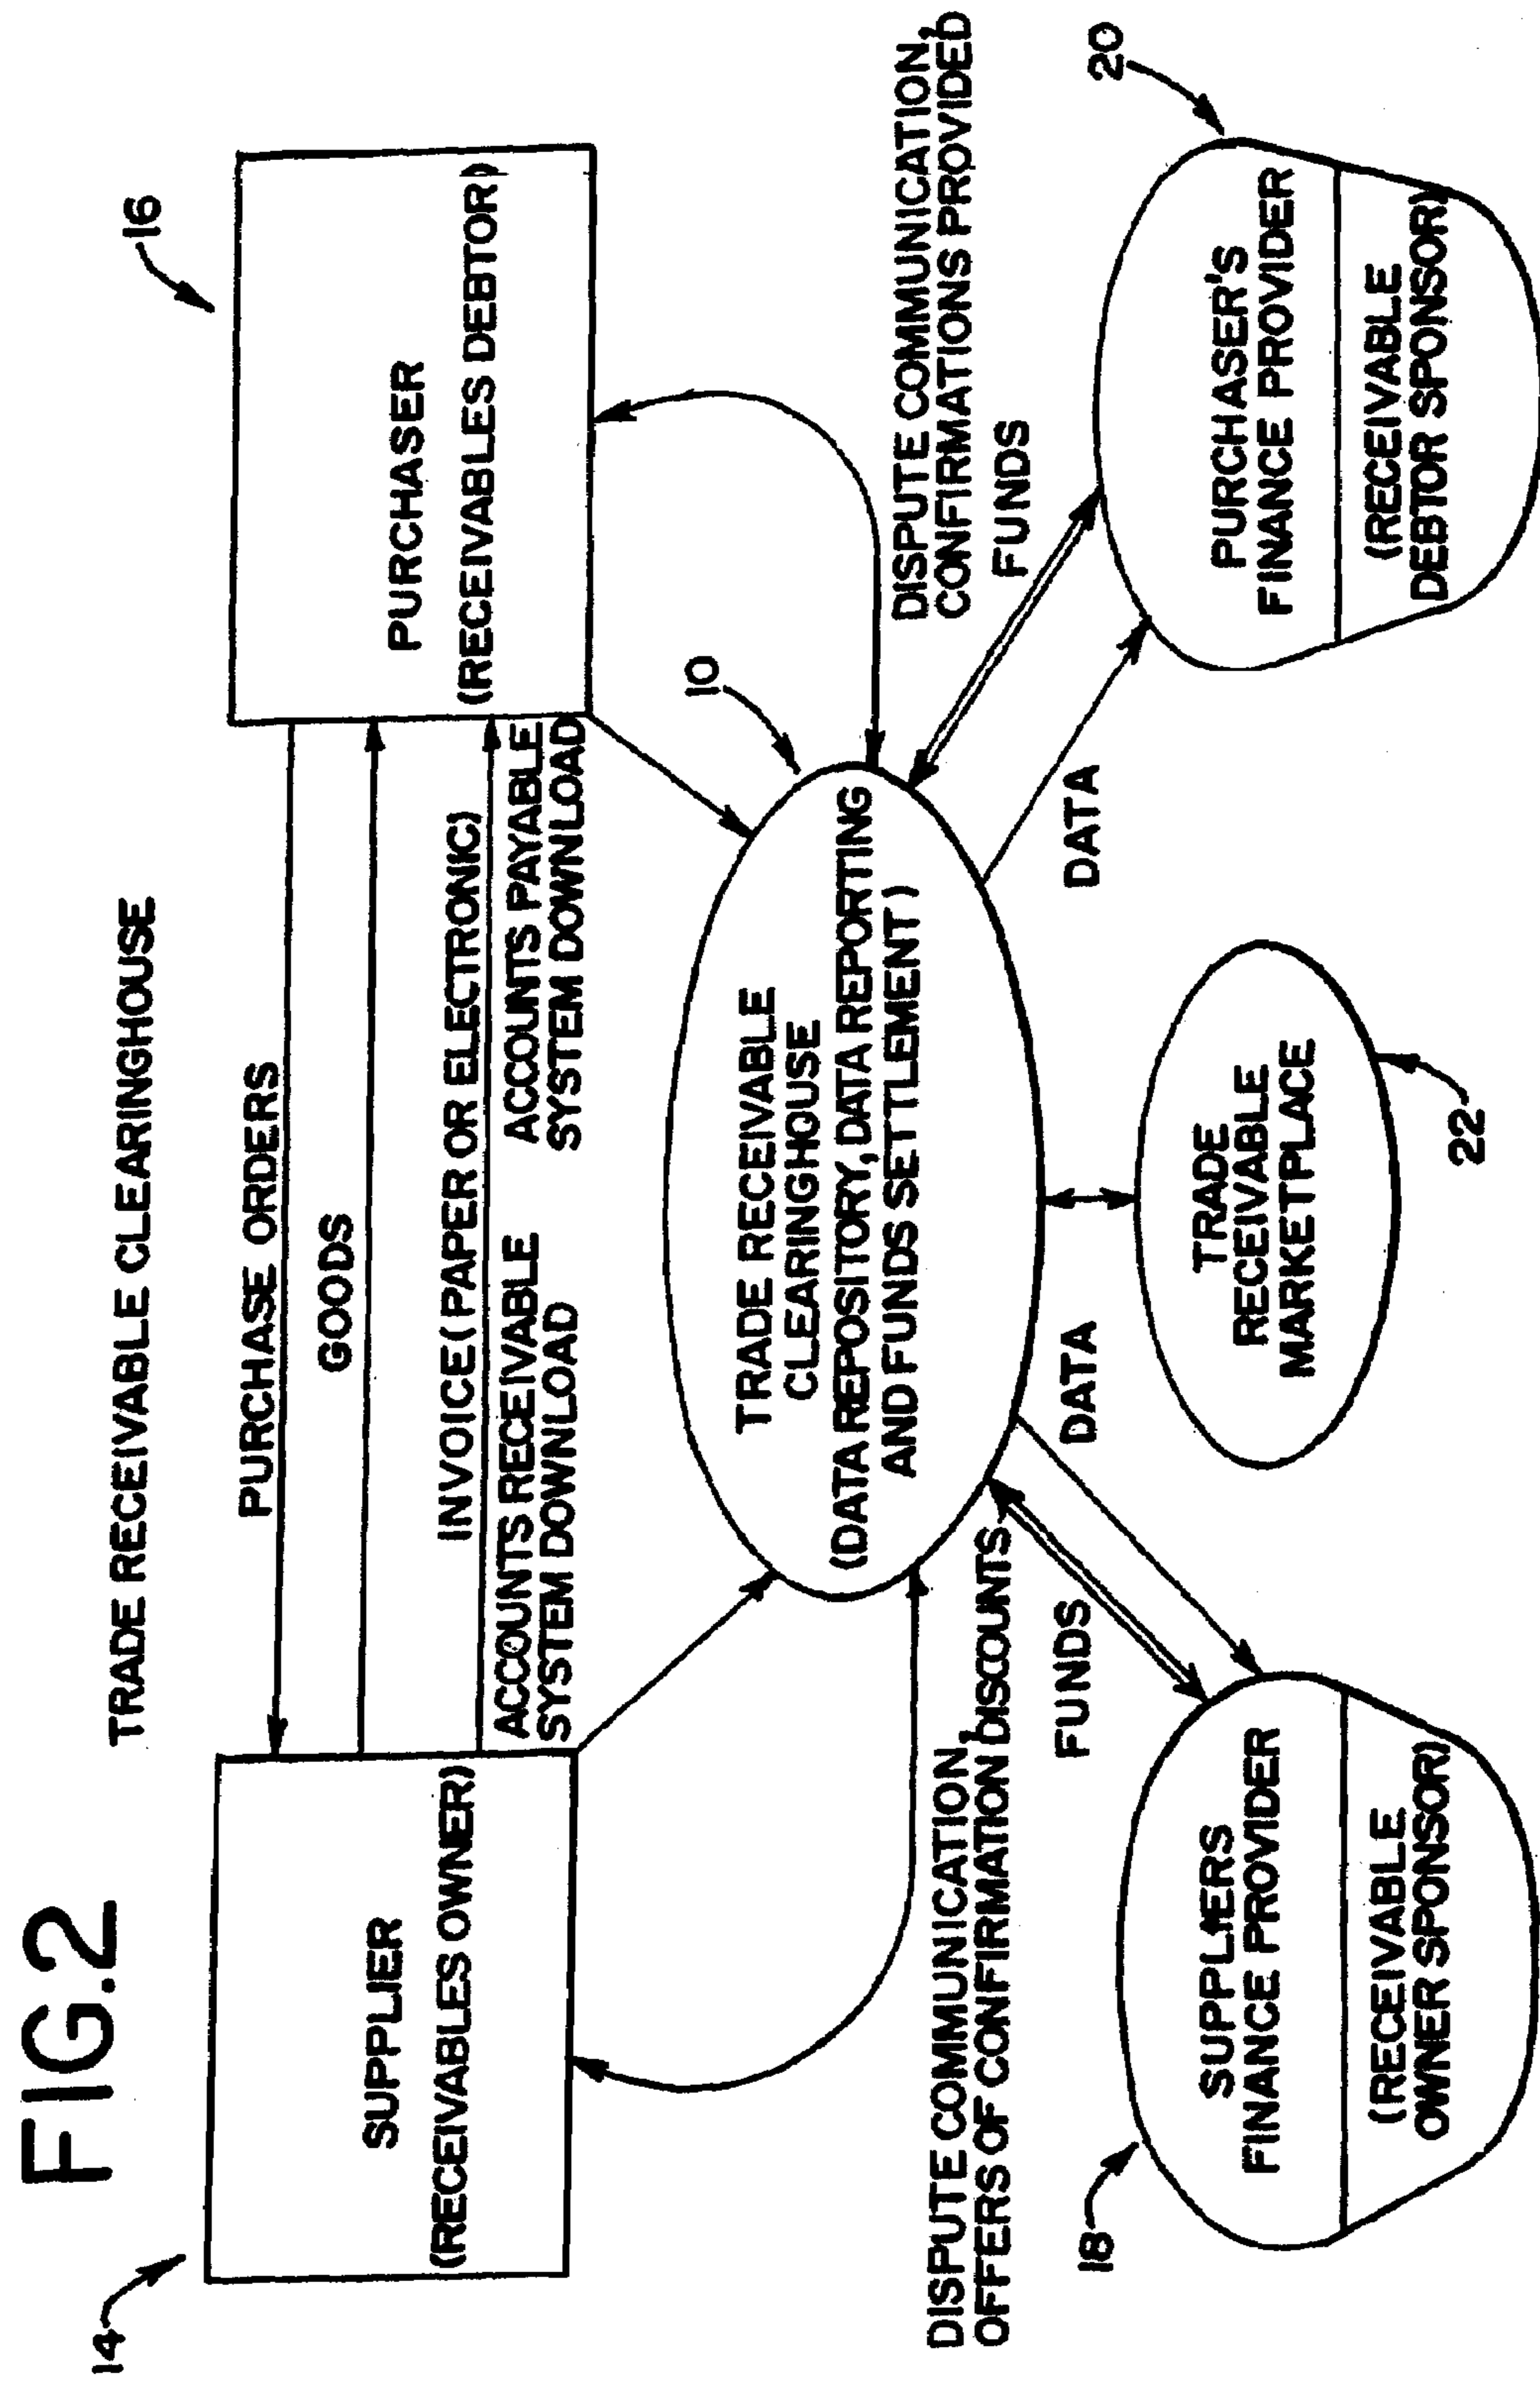 FIG.2
TRADE RECEIVABLE CLEARINGHOUSE
14
16
SUPPLIER
(RECEIVABLES OWNER)
PURCHASE ORDERS
GOODS
INVOICE(PAPER OR ELECTRONIC)
PURCHASER
(RECEIVABLES DEBTOR)
ACCOUNTS RECEIVABLE
SYSTEM DOWNLOAD
ACCOUNTS PAYABLE
SYSTEM DOWNLOAD
10
TRADE RECEIVABLE
CLEARINGHOUSE
(DATA REPOSITORY, DATA REPORTING
AND FUNDS SETTLEMENT)
DISPUTE COMMUNICATION,
OFFERS OF CONFIRMATION DISCOUNTS
FUNDS
DATA
DISPUTE COMMUNICATION,
CONFIRMATIONS PROVIDED
FUNDS
DATA
18
SUPPLIERS
FINANCE PROVIDER
(RECEIVABLE
OWNER SPONSOR)
TRADE
RECEIVABLE
MARKETPLACE
22
20
PURCHASER'S
FINANCE PROVIDER
(RECEIVABLE
DEBTOR SPONSOR)